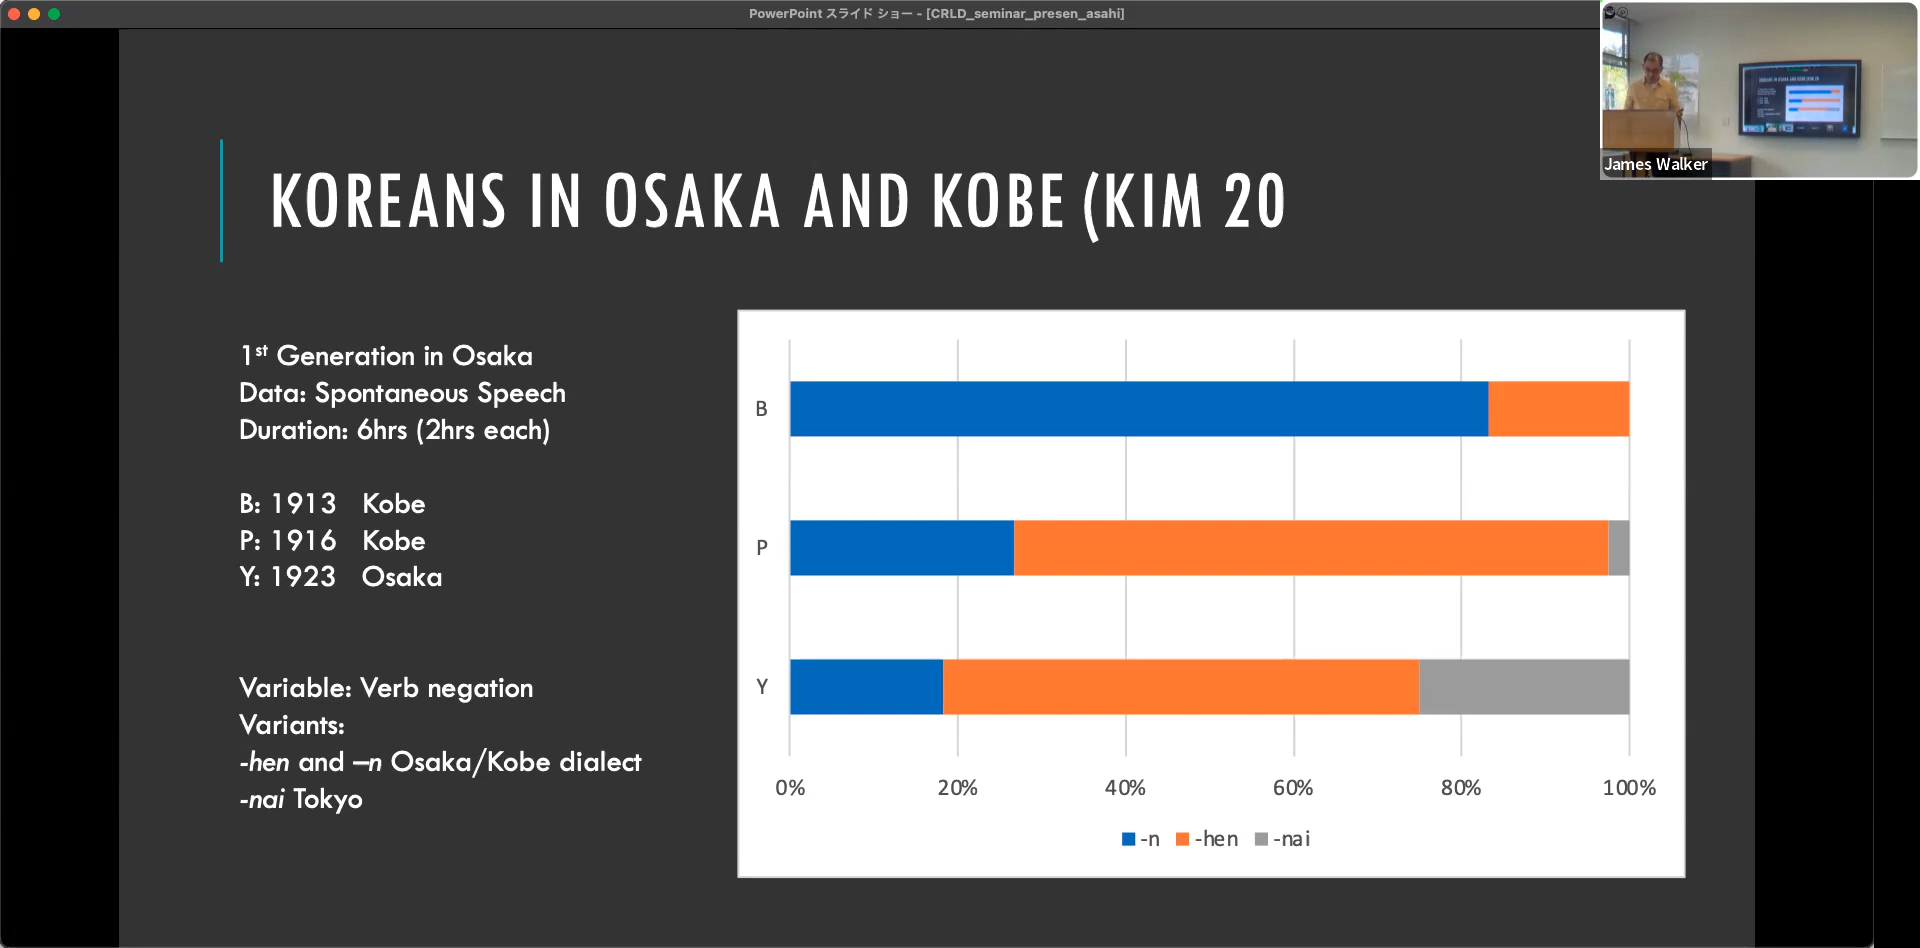 PowerPoint スライド ショー - [CRLD_seminar_presen_asahi]
James Walker
KOREANS IN OSAKA AND KOBE (KIM 20
1st Generation in Osaka
Data: Spontaneous Speech
Duration: 6hrs (2hrs each)
B: 1913 Kobe
P: 1916 Kobe
Y: 1923 Osaka
Variable: Verb negation
Variants:
-hen and –n Osaka/Kobe dialect
-nai Tokyo
B
P
Y
0% 20% 40% 60% 80% 100%
-n -hen -nai